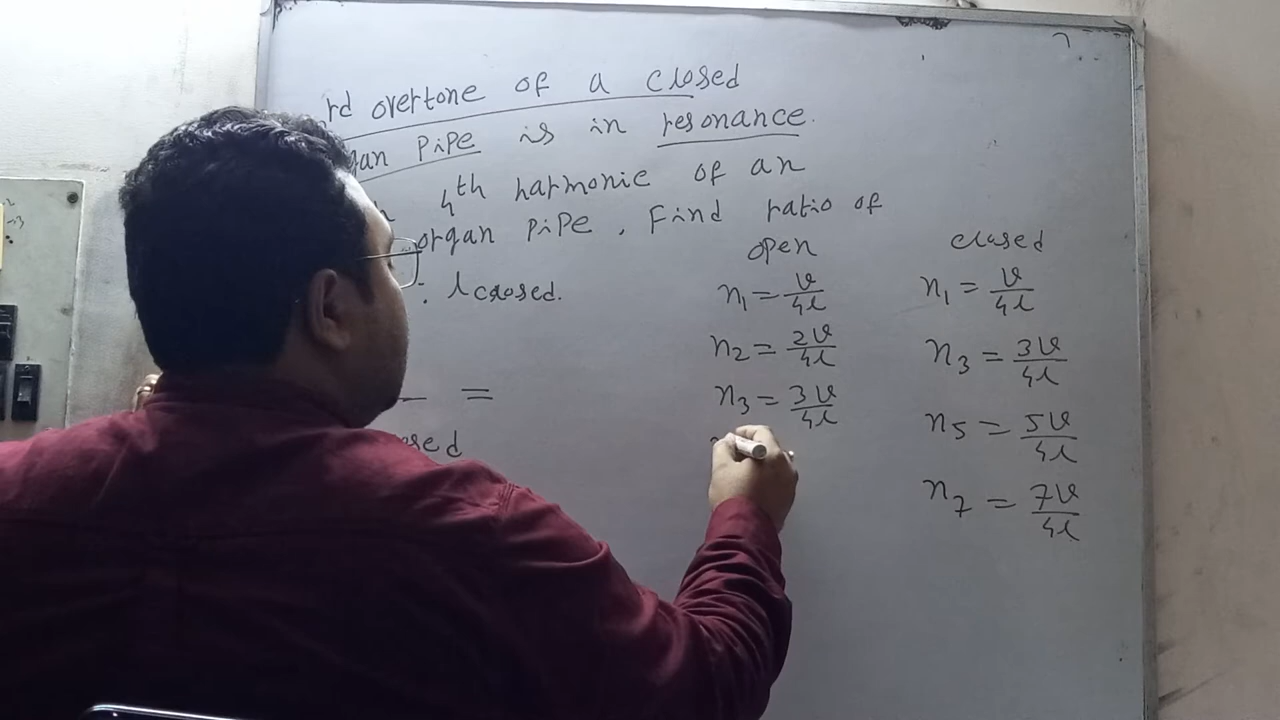 rd overtone of a closed
gan pipe is in resonance.
4th harmonic of an
organ pipe. Find ratio of
. l closed.
=
sed
open
n1 = v/4l
n2 = 2v/4l
n3 = 3v/4l
closed
n1 = v/4l
n3 = 3v/4l
n5 = 5v/4l
n7 = 7v/4l